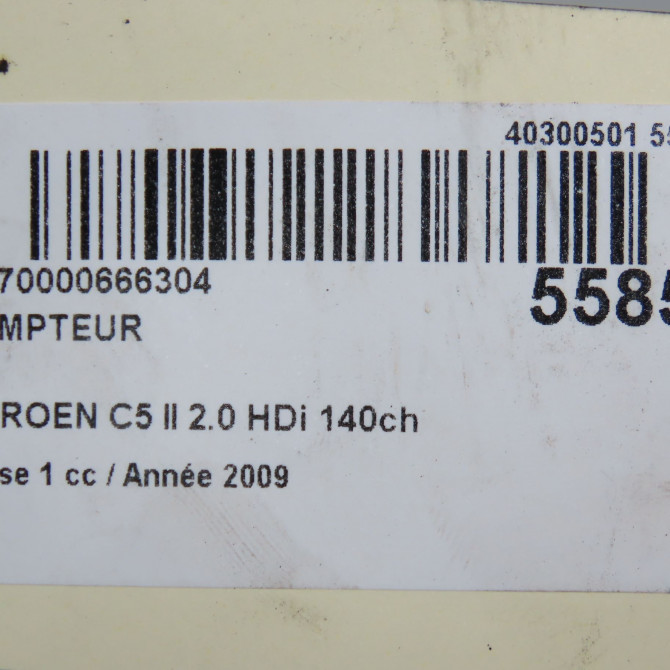 40300501 55
70000666304
5585
MPTEUR
ROEN C5 II 2.0 HDi 140ch
se 1 cc / Année 2009